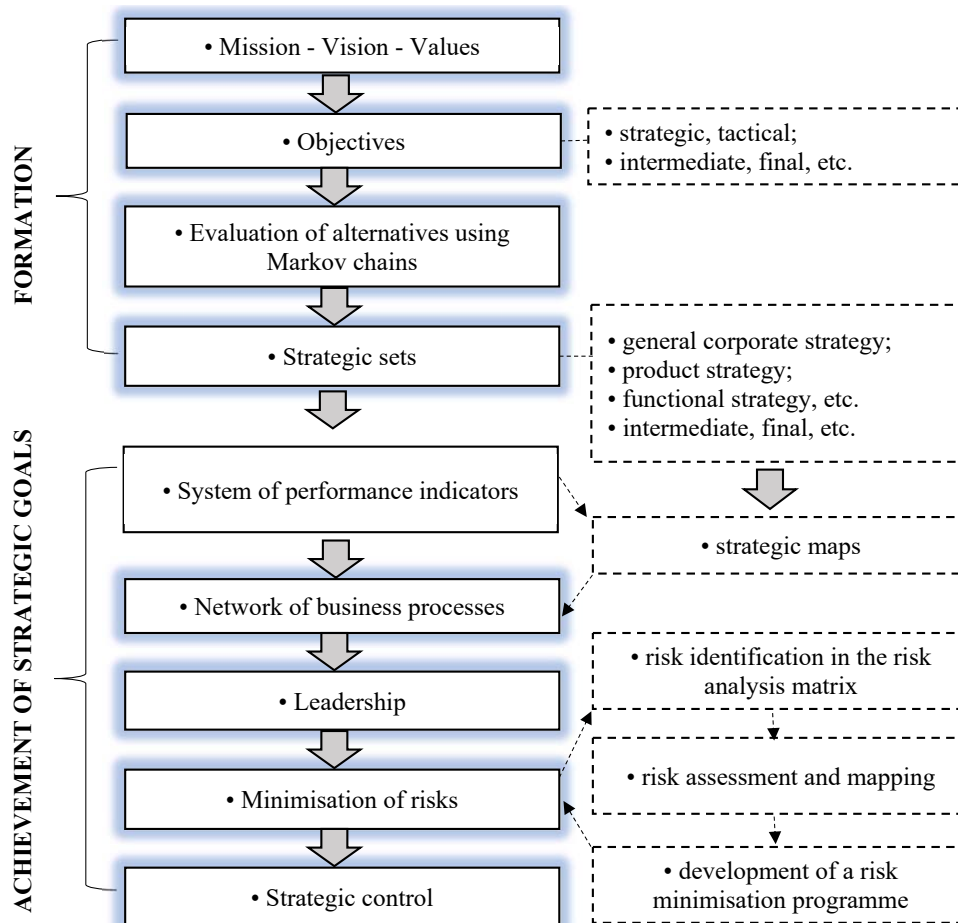 FORMATION
• Mission - Vision - Values
• Objectives
• strategic, tactical;
• intermediate, final, etc.
• Evaluation of alternatives using
Markov chains
• Strategic sets
• general corporate strategy;
• product strategy;
• functional strategy, etc.
• intermediate, final, etc.
ACHIEVEMENT OF STRATEGIC GOALS
• System of performance indicators
• strategic maps
• Network of business processes
• Leadership
• risk identification in the risk
analysis matrix
• Minimisation of risks
• risk assessment and mapping
• development of a risk
minimisation programme
• Strategic control